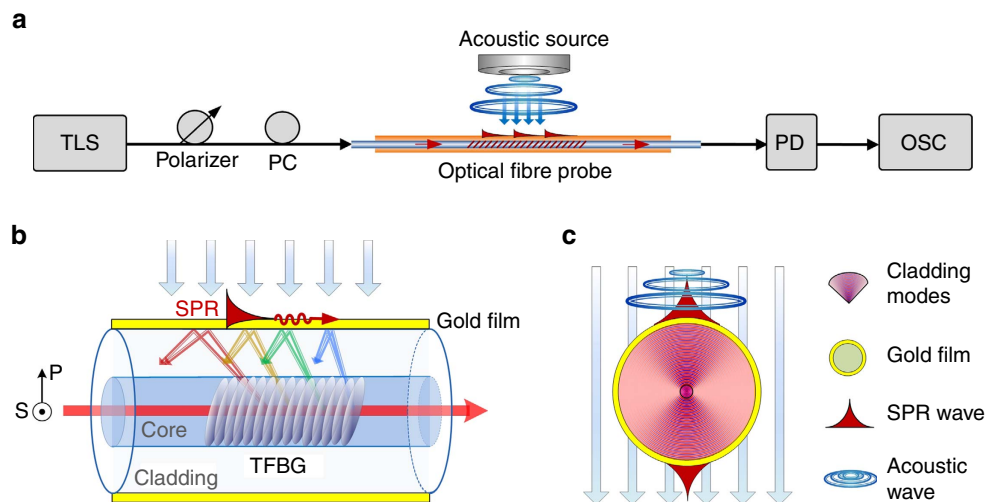 a
Acoustic source
TLS
Polarizer
PC
Optical fibre probe
PD
OSC
b
SPR
Gold film
P
S
Core
TFBG
Cladding
c
Cladding
modes
Gold film
SPR wave
Acoustic
wave